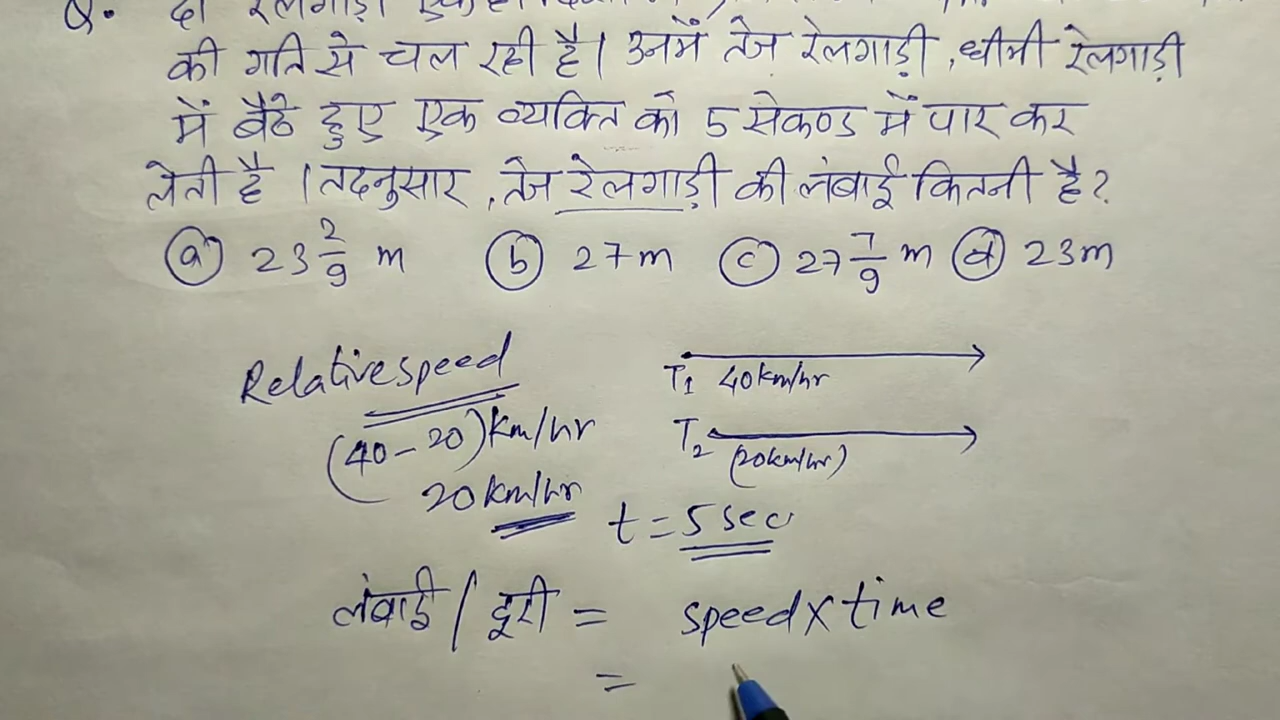 Q. दो रेलगाड़ी
की गति से चल रही है। उनमें तेज रेलगाड़ी ,धीमी रेलगाड़ी
में बैठे हुए एक व्यक्ति को 5 सेकण्ड में पार कर
लेती है । तदनुसार , तेज रेलगाड़ी की लंबाई कितनी है?
(a) 23 2/9 m (b) 27m (c) 27 7/9 m (d) 23m
Relative speed
(40-20)km/hr
20km/hr
T1 40km/hr
T2 (20km/hr)
t = 5 sec
लंबाई / दूरी = speed x time
=